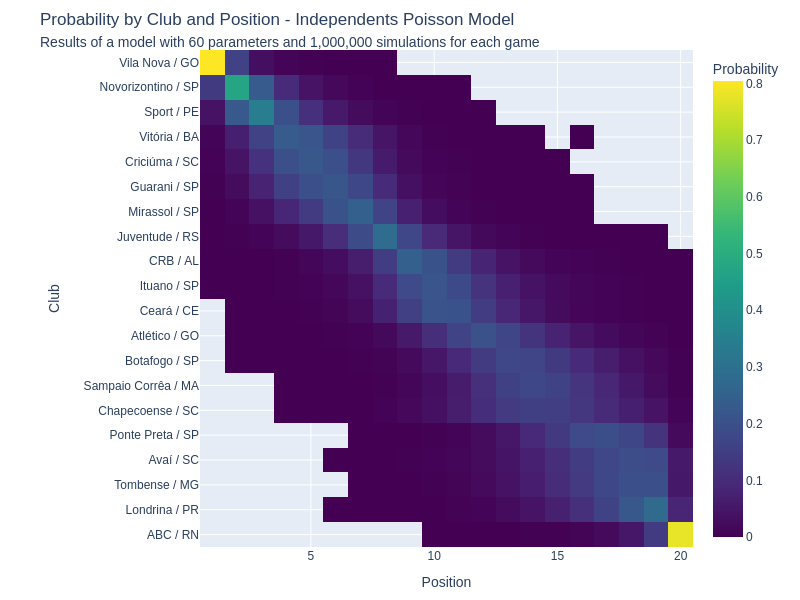 Probability by Club and Position - Independents Poisson Model
Results of a model with 60 parameters and 1,000,000 simulations for each game
Probability
Vila Nova / GO
Novorizontino / SP
Sport / PE
Vitória / BA
Criciúma / SC
Guarani / SP
Mirassol / SP
Juventude / RS
CRB / AL
Ituano / SP
Ceará / CE
Atlético / GO
Botafogo / SP
Sampaio Corrêa / MA
Chapecoense / SC
Ponte Preta / SP
Avaí / SC
Tombense / MG
Londrina / PR
ABC / RN
Club
5
10
15
20
Position
0.8
0.7
0.6
0.5
0.4
0.3
0.2
0.1
0